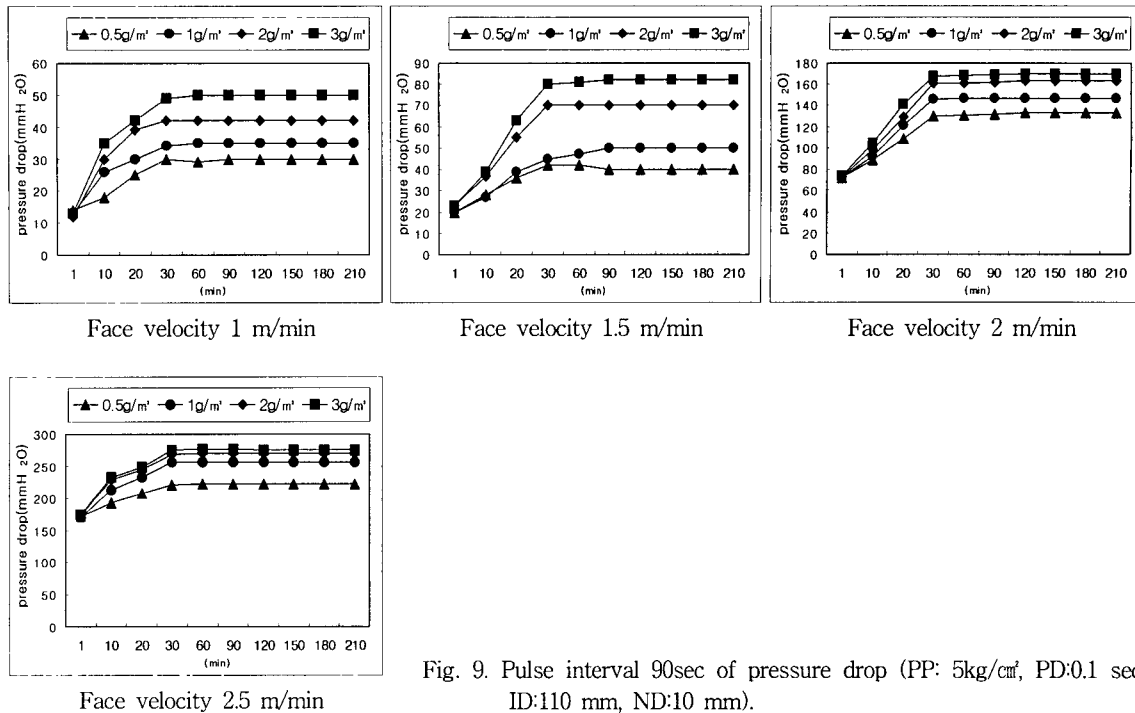 0.5g/m³ 1g/m³ 2g/m³ 3g/m³
pressure drop(mmH 2O)
60
50
40
30
20
10
0
1 10 20 30 60 90 120 150 180 210
(min)
Face velocity 1 m/min
0.5g/m³ 1g/m³ 2g/m³ 3g/m³
pressure drop(mmH 2O)
90
80
70
60
50
40
30
20
10
0
1 10 20 30 60 90 120 150 180 210
(min)
Face velocity 1.5 m/min
0.5g/m³ 1g/m³ 2g/m³ 3g/m³
pressure drop(mmH 2O)
180
160
140
120
100
80
60
40
20
0
1 10 20 30 60 90 120 150 180 210
(min)
Face velocity 2 m/min
0.5g/m³ 1g/m³ 2g/m³ 3g/m³
pressure drop(mmH 2O)
300
250
200
150
100
50
0
1 10 20 30 60 90 120 150 180 210
(min)
Face velocity 2.5 m/min
Fig. 9. Pulse interval 90sec of pressure drop (PP: 5kg/㎠, PD:0.1 sec
ID:110 mm, ND:10 mm).